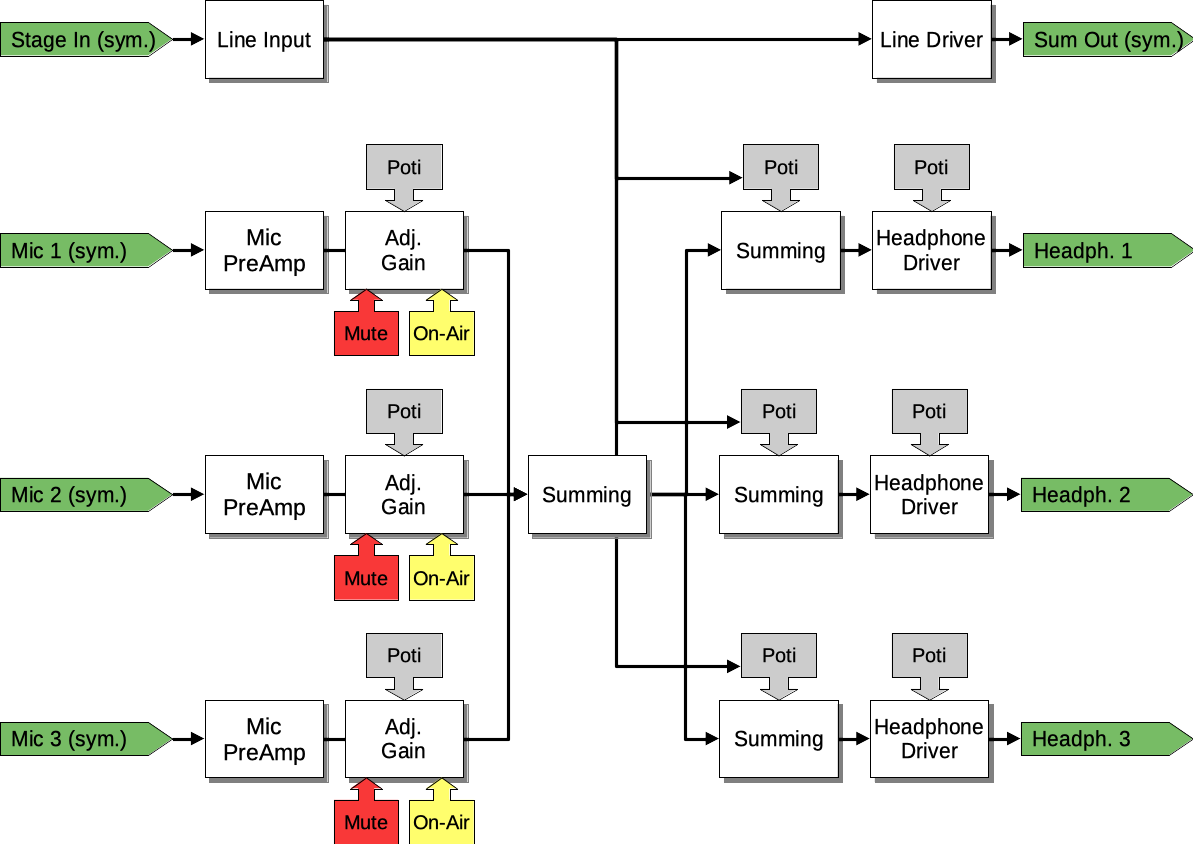 Stage In (sym.)
Line Input
Line Driver
Sum Out (sym.)
Poti
Poti
Poti
Mic 1 (sym.)
Mic
PreAmp
Adj.
Gain
Summing
Headphone
Driver
Headph. 1
Mute
On-Air
Poti
Poti
Poti
Mic 2 (sym.)
Mic
PreAmp
Adj.
Gain
Summing
Summing
Headphone
Driver
Headph. 2
Mute
On-Air
Poti
Poti
Poti
Mic 3 (sym.)
Mic
PreAmp
Adj.
Gain
Summing
Headphone
Driver
Headph. 3
Mute
On-Air